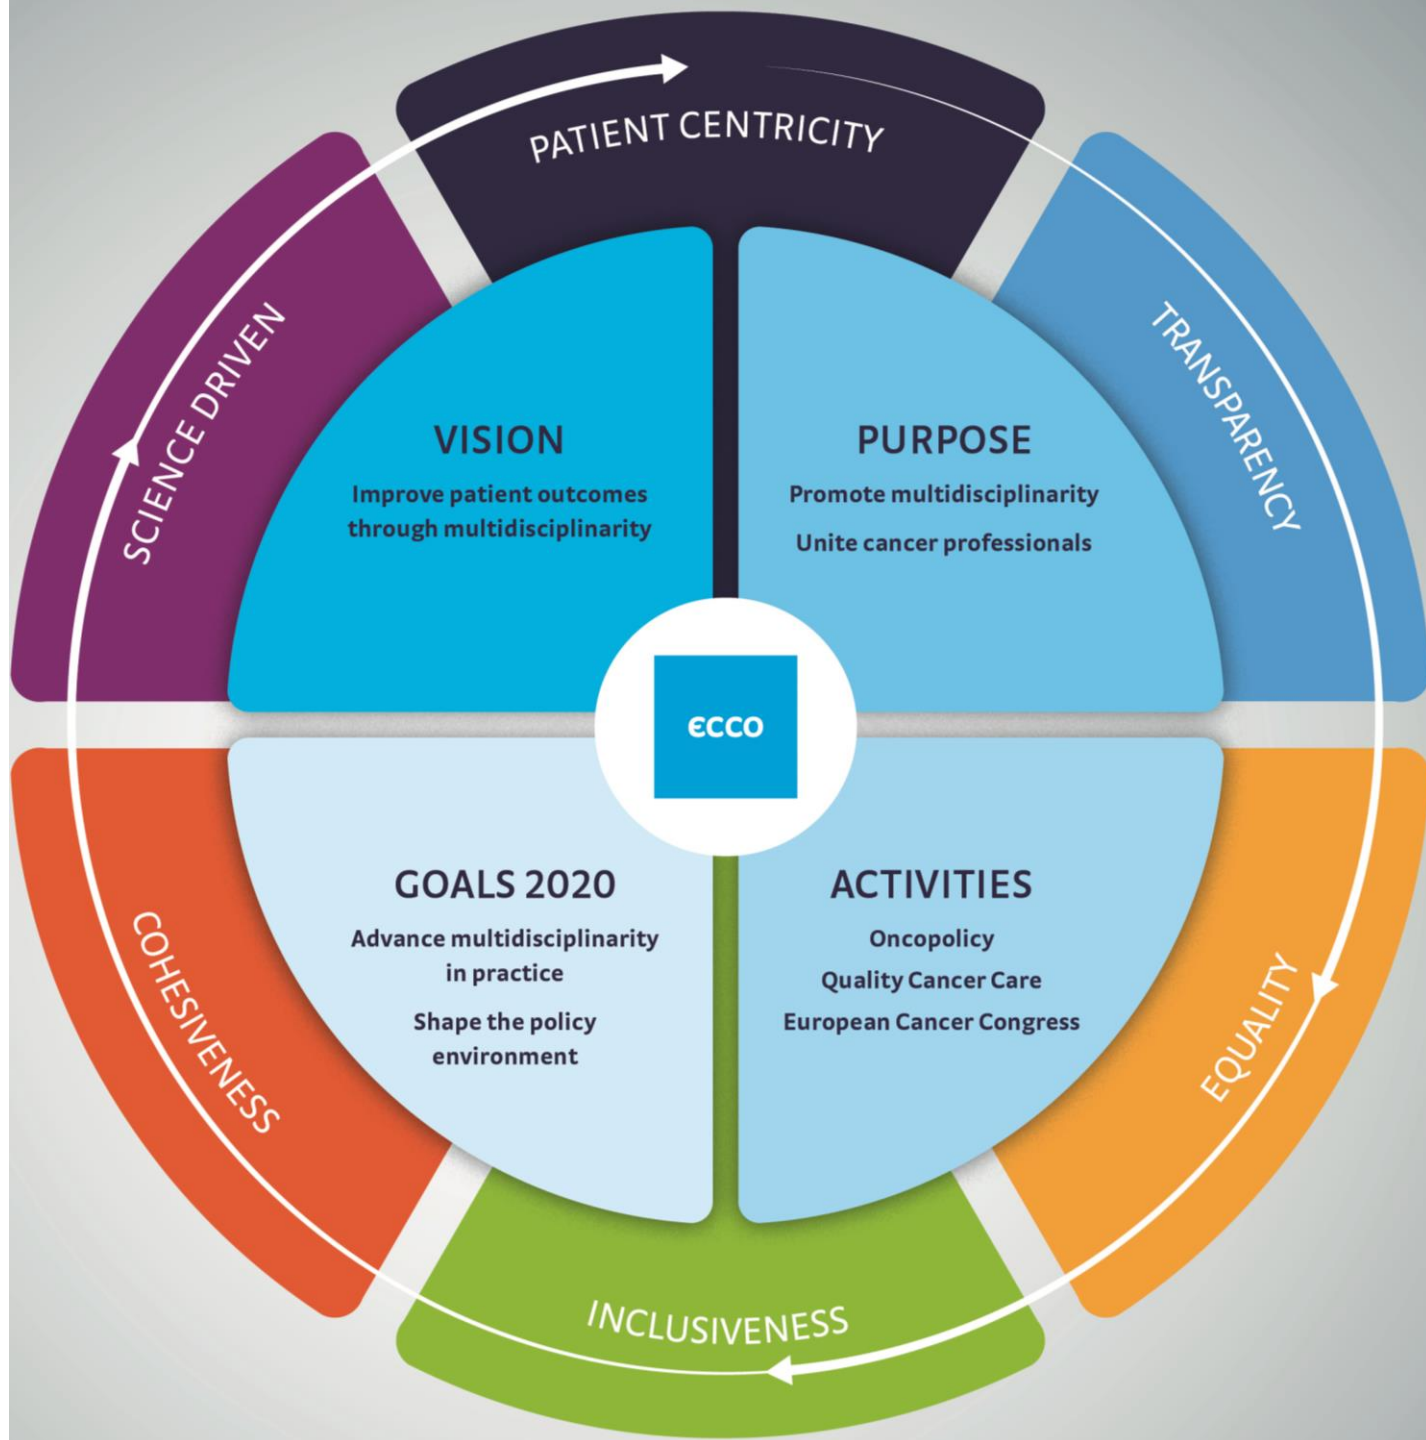 PATIENT CENTRICITY
TRANSPARENCY
EQUALITY
INCLUSIVENESS
COHESIVENESS
SCIENCE DRIVEN
VISION
Improve patient outcomes
through multidisciplinarity
PURPOSE
Promote multidisciplinarity
Unite cancer professionals
ecco
GOALS 2020
Advance multidisciplinarity
in practice
Shape the policy
environment
ACTIVITIES
Oncopolicy
Quality Cancer Care
European Cancer Congress